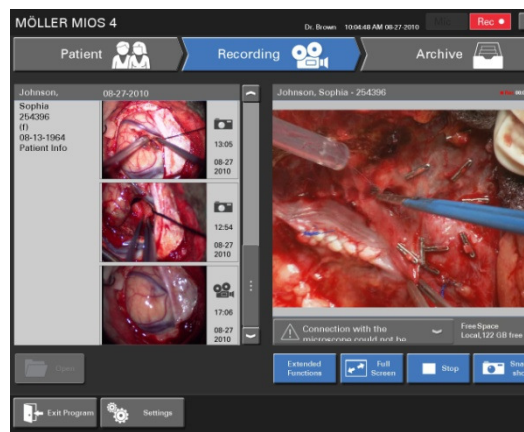 MÖLLER MIOS 4
Dr. Brown 10:04:48 AM 08-27-2010
Rec
Patient
Recording
Archive
Johnson, 08-27-2010
Sophia
254396
(f)
08-13-1964
Patient Info
13:05
08-27
2010
12:54
08-27
2010
17:06
08-27
2010
Johnson, Sophia - 254396
Connection with the
microscope could not be
Free Space
Local, 122 GB free
Open
Extended
Functions
Full
Screen
Stop
Sna
sho
Exit Program
Settings